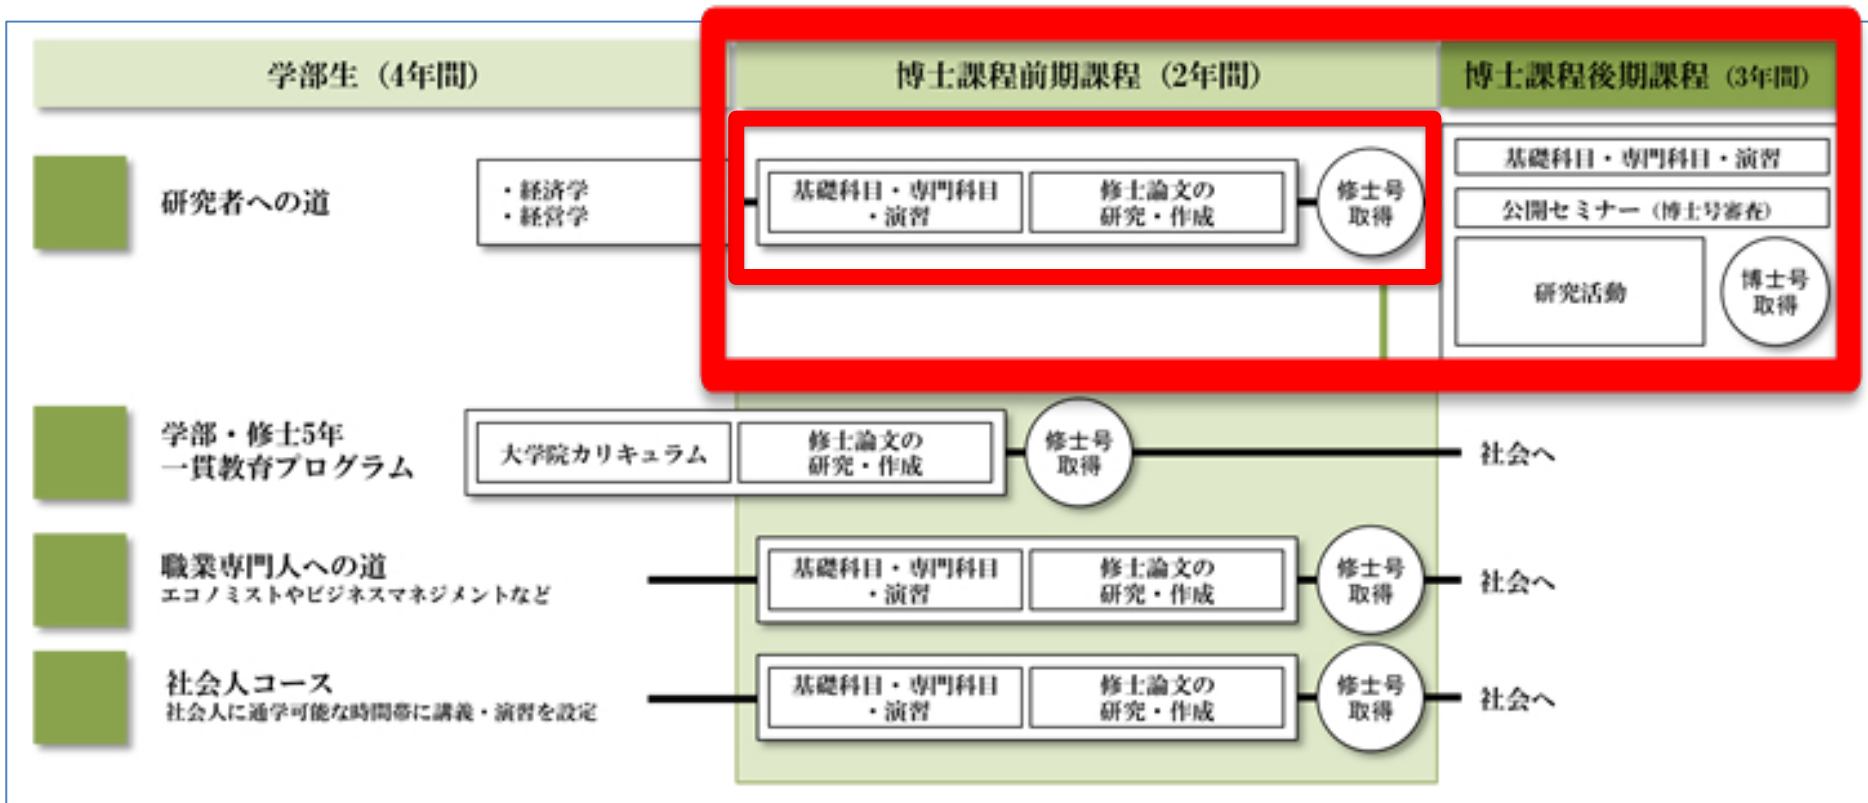 学部生（4年間）
博士課程前期課程（2年間）
博士課程後期課程（3年間）
研究者への道
・経済学
・経営学
基礎科目・専門科目
・演習
修士論文の
研究・作成
修士号
取得
基礎科目・専門科目・演習
公開セミナー（博士号審査）
研究活動
博士号
取得
学部・修士5年
一貫教育プログラム
大学院カリキュラム
修士論文の
研究・作成
修士号
取得
社会へ
職業専門人への道
エコノミストやビジネスマネジメントなど
基礎科目・専門科目
・演習
修士論文の
研究・作成
修士号
取得
社会へ
社会人コース
社会人に通学可能な時間帯に講義・演習を設定
基礎科目・専門科目
・演習
修士論文の
研究・作成
修士号
取得
社会へ